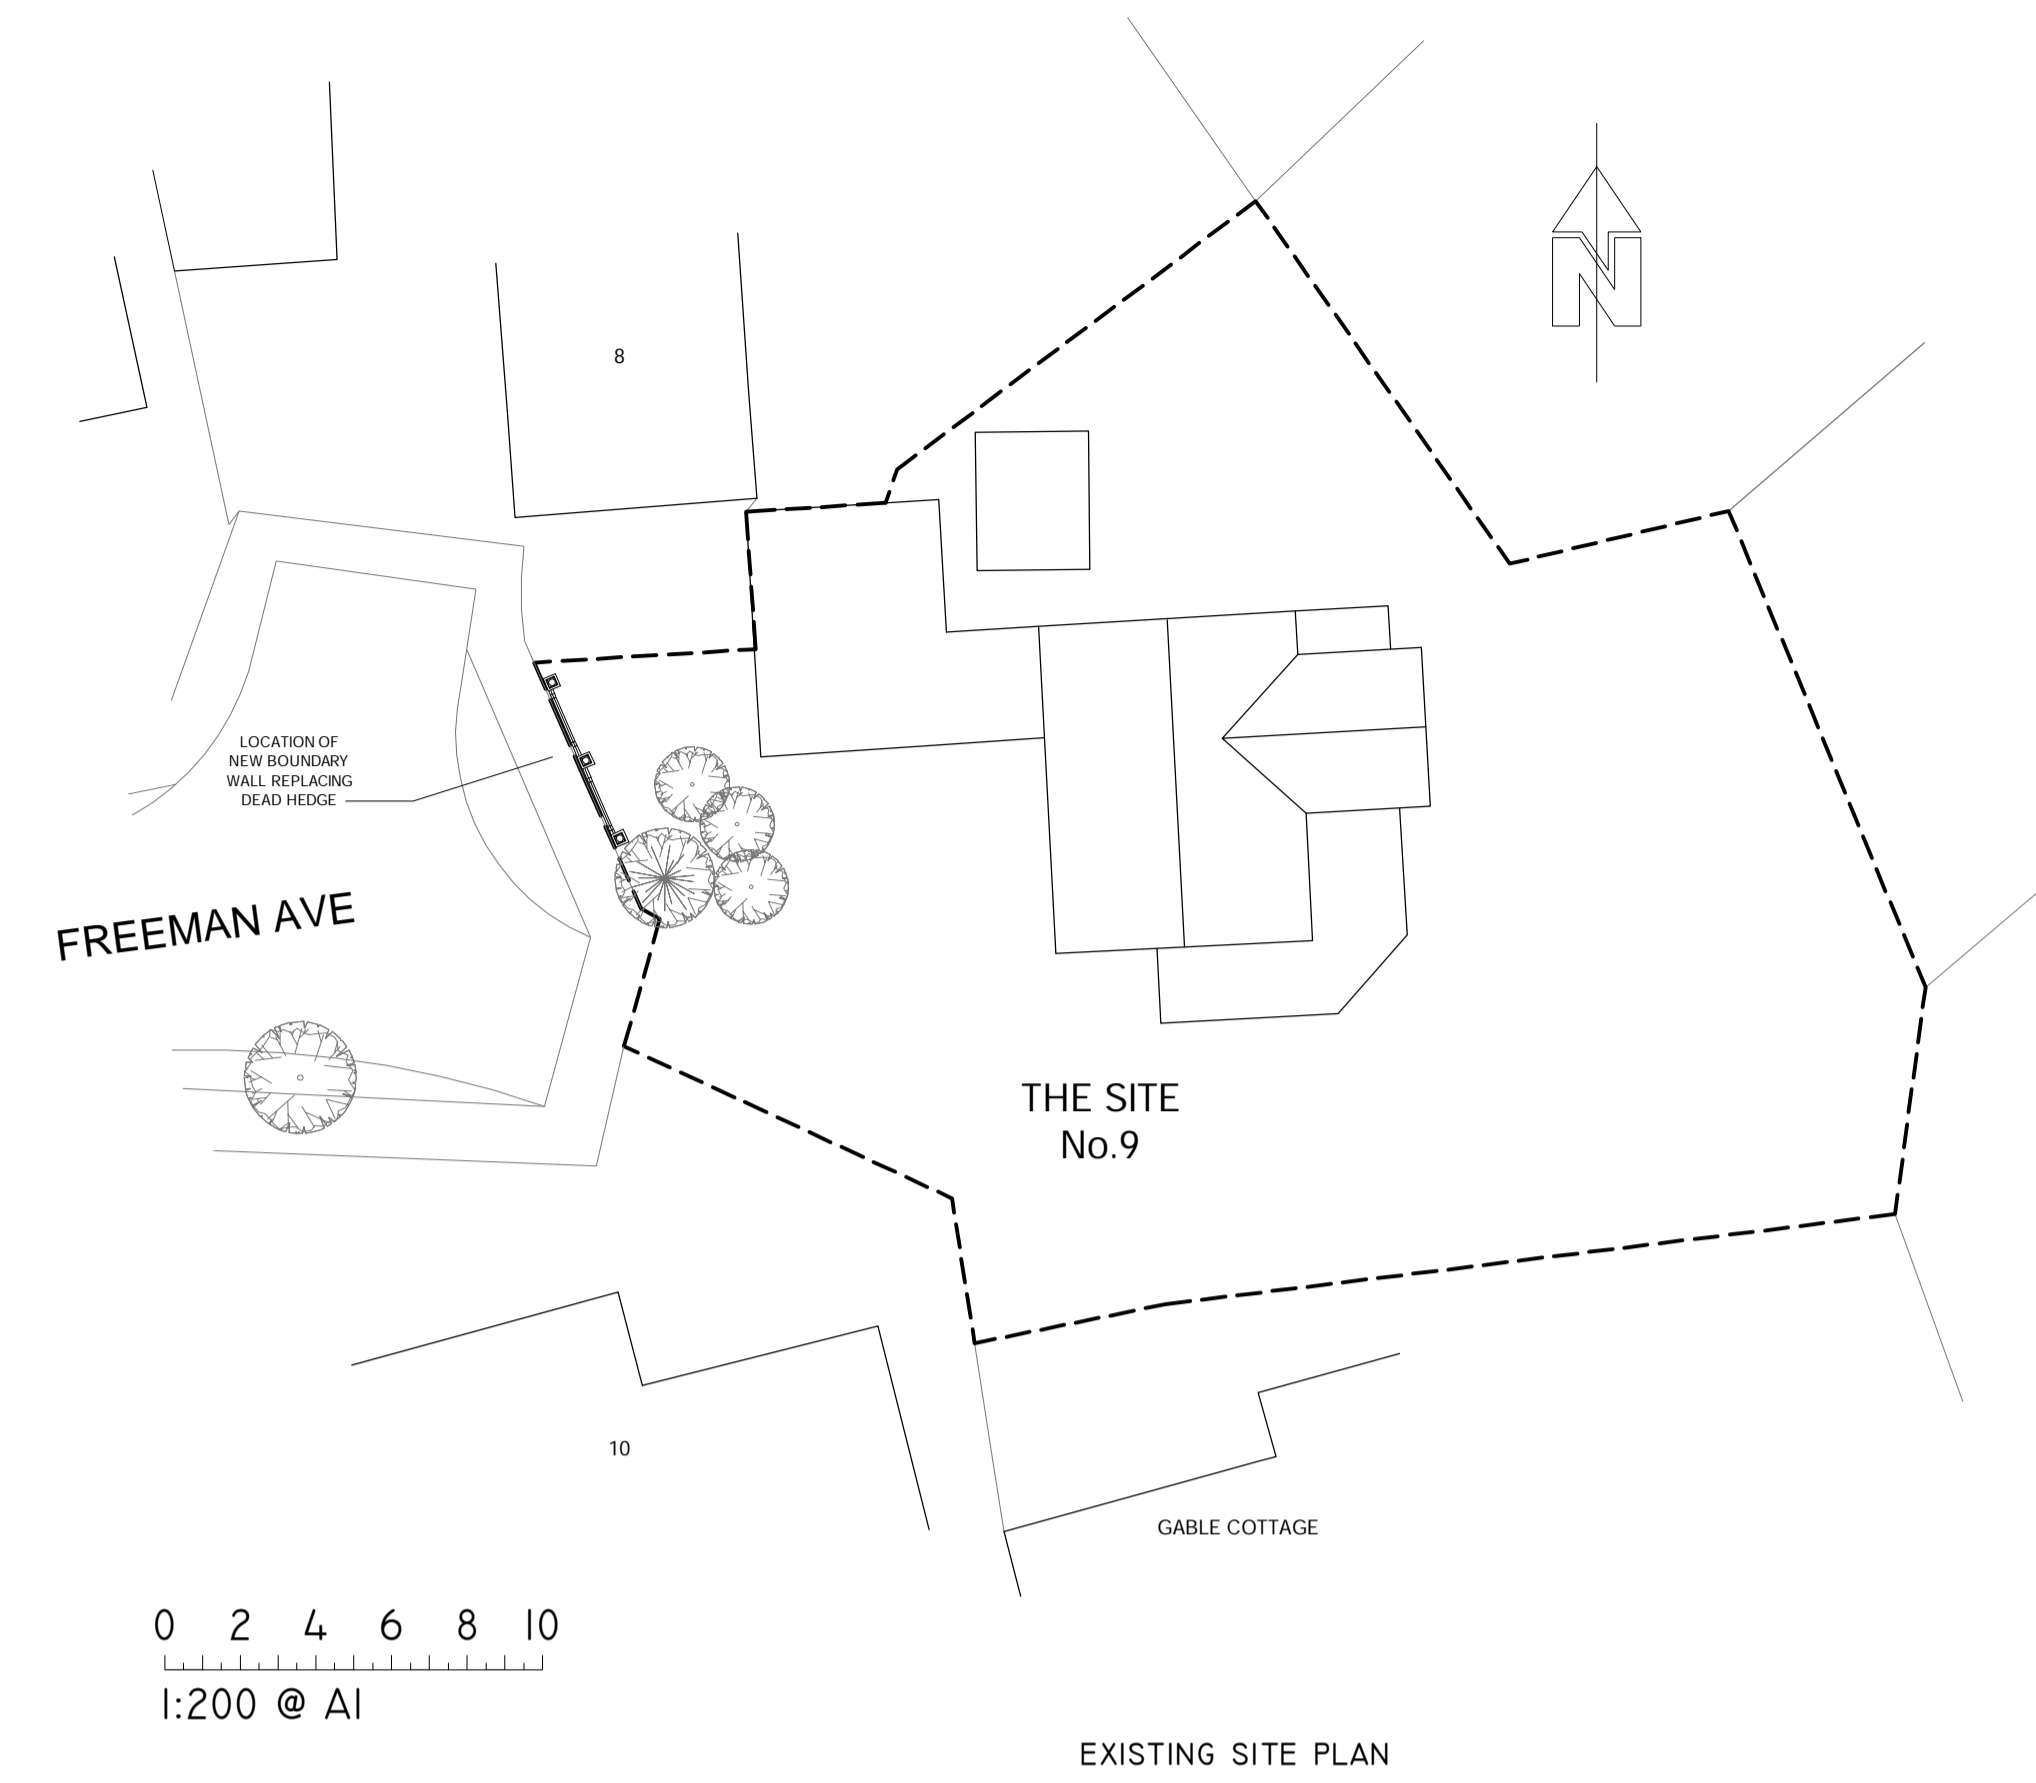 N
8
LOCATION OF
NEW BOUNDARY
WALL REPLACING
DEAD HEDGE
FREEMAN AVE
THE SITE
No.9
10
GABLE COTTAGE
0 2 4 6 8 10
1:200 @ A1
EXISTING SITE PLAN